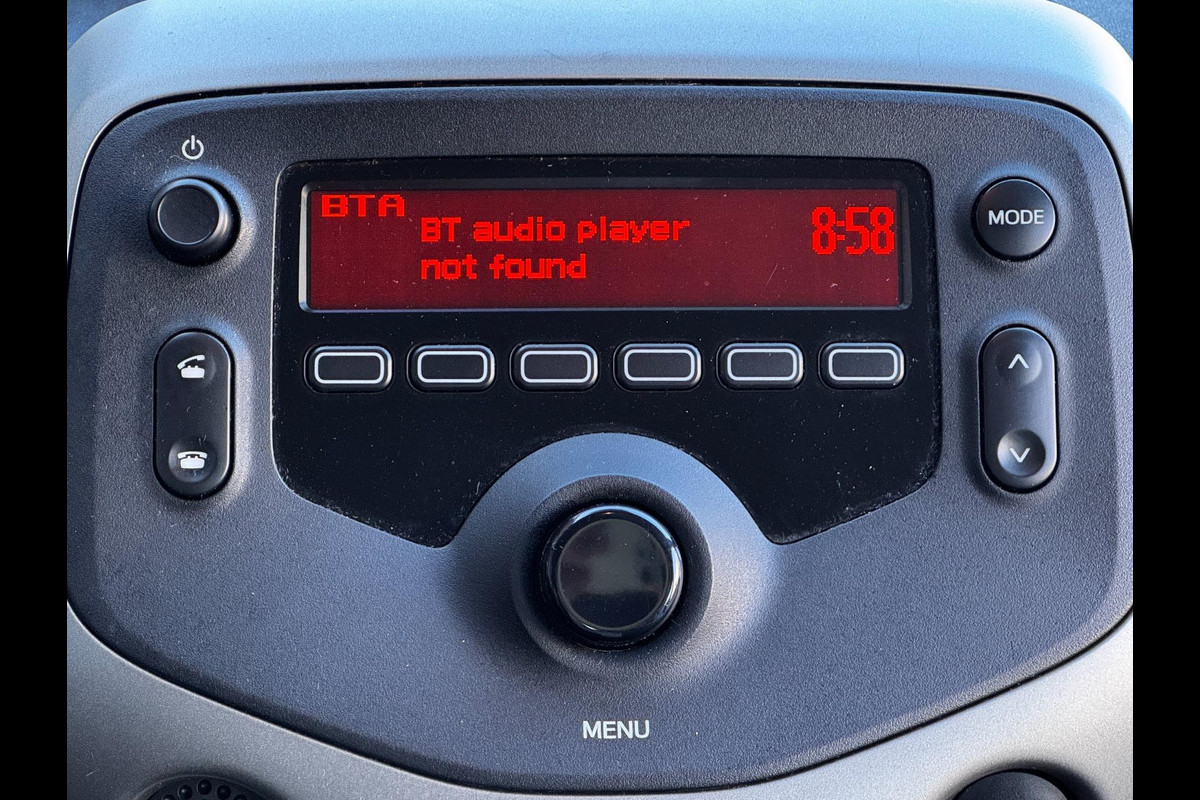 BTA
BT audio player
not found
8:58
MODE
MENU